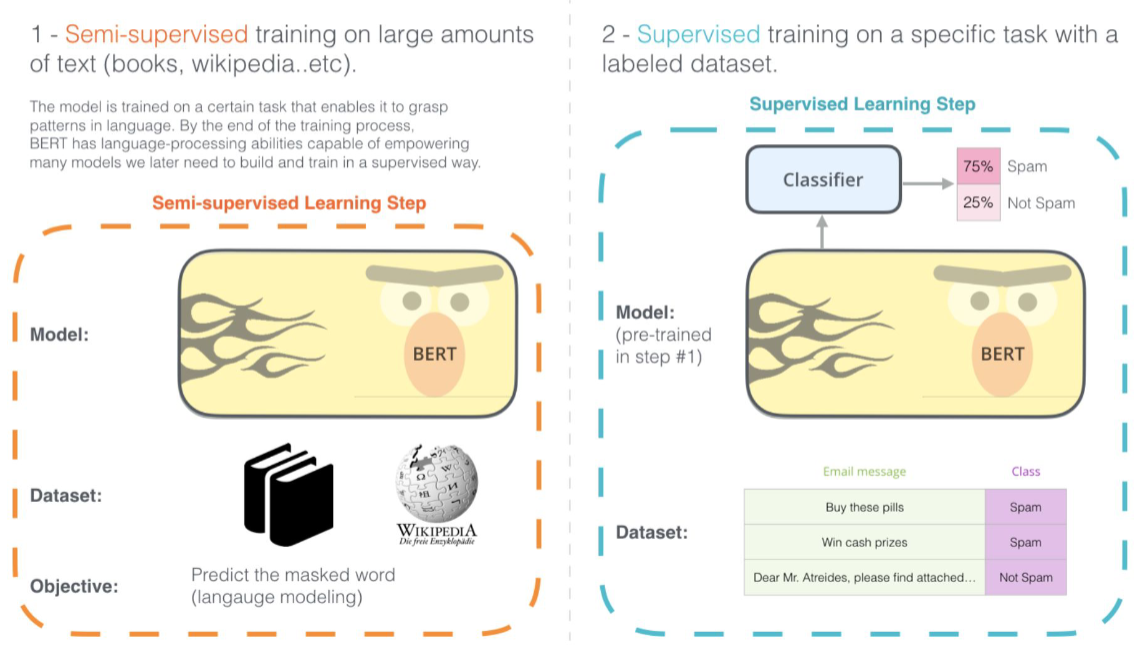 1 - Semi-supervised training on large amounts
of text (books, wikipedia..etc).
The model is trained on a certain task that enables it to grasp
patterns in language. By the end of the training process,
BERT has language-processing abilities capable of empowering
many models we later need to build and train in a supervised way.
Semi-supervised Learning Step
Model:
BERT
Dataset:
WIKIPEDIA
Die freie Enzyklopädie
Objective:
Predict the masked word
(langauge modeling)
2 - Supervised training on a specific task with a
labeled dataset.
Supervised Learning Step
Classifier
75% Spam
25% Not Spam
Model:
(pre-trained
in step #1)
BERT
Dataset:
Email message Class
Buy these pills Spam
Win cash prizes Spam
Dear Mr. Atreides, please find attached... Not Spam